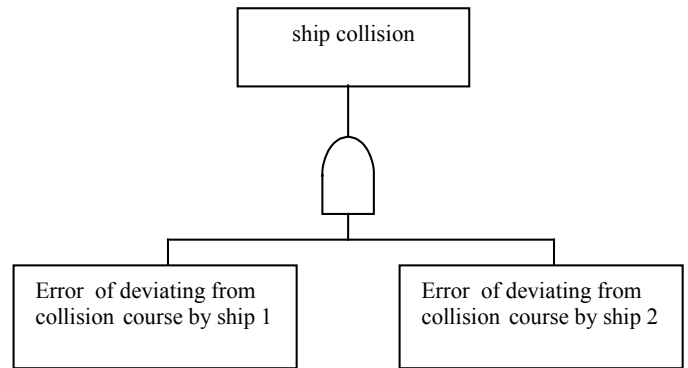 ship collision
Error of deviating from
collision course by ship 1
Error of deviating from
collision course by ship 2